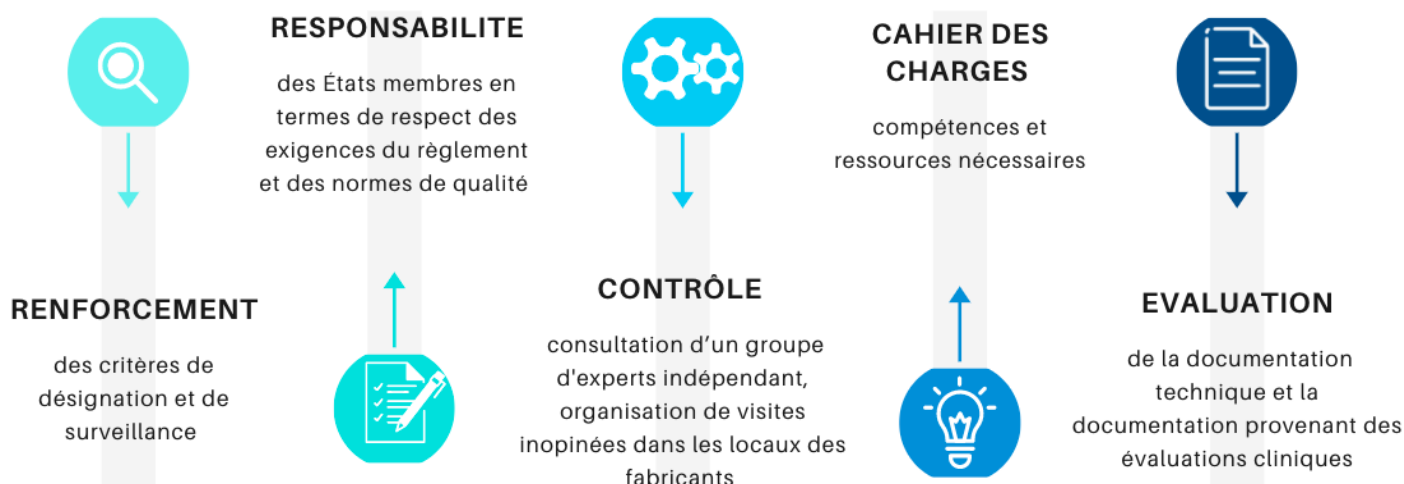 RENFORCEMENT
des critères de
désignation et de
surveillance
RESPONSABILITE
des États membres en
termes de respect des
exigences du règlement
et des normes de qualité
CONTRÔLE
consultation d’un groupe
d'experts indépendant,
organisation de visites
inopinées dans les locaux des
fabricants
CAHIER DES
CHARGES
compétences et
ressources nécessaires
EVALUATION
de la documentation
technique et la
documentation provenant des
évaluations cliniques